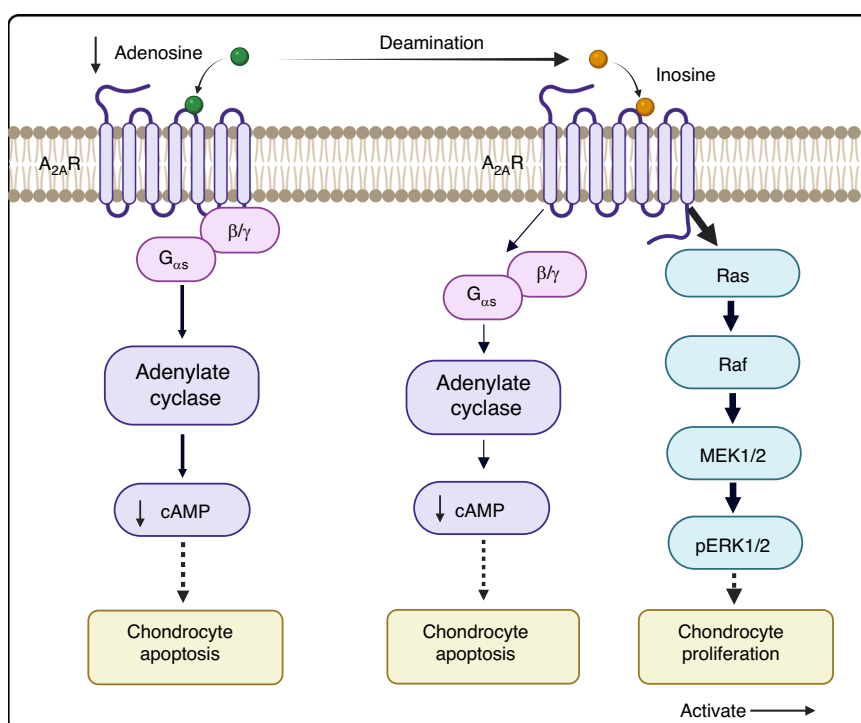 ↓ Adenosine
Deamination
Inosine
A2AR
A2AR
β/γ
Gαs
β/γ
Gαs
Ras
Adenylate
cyclase
Adenylate
cyclase
Raf
MEK1/2
↓ cAMP
↓ cAMP
pERK1/2
Chondrocyte
apoptosis
Chondrocyte
apoptosis
Chondrocyte
proliferation
Activate